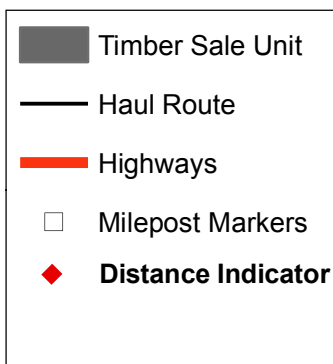 Timber Sale Unit
Haul Route
Highways
Milepost Markers
Distance Indicator